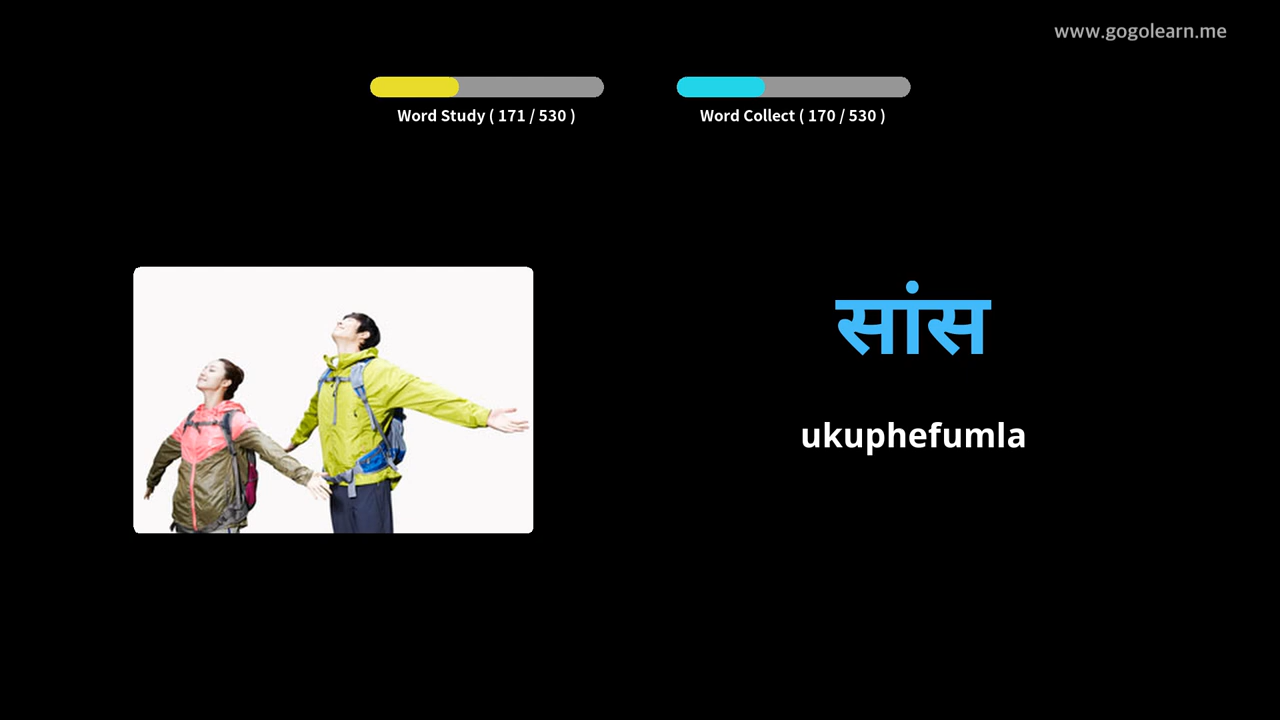 www.gogolearn.me
Word Study ( 171 / 530 )
Word Collect ( 170 / 530 )
सांस
ukuphefumla